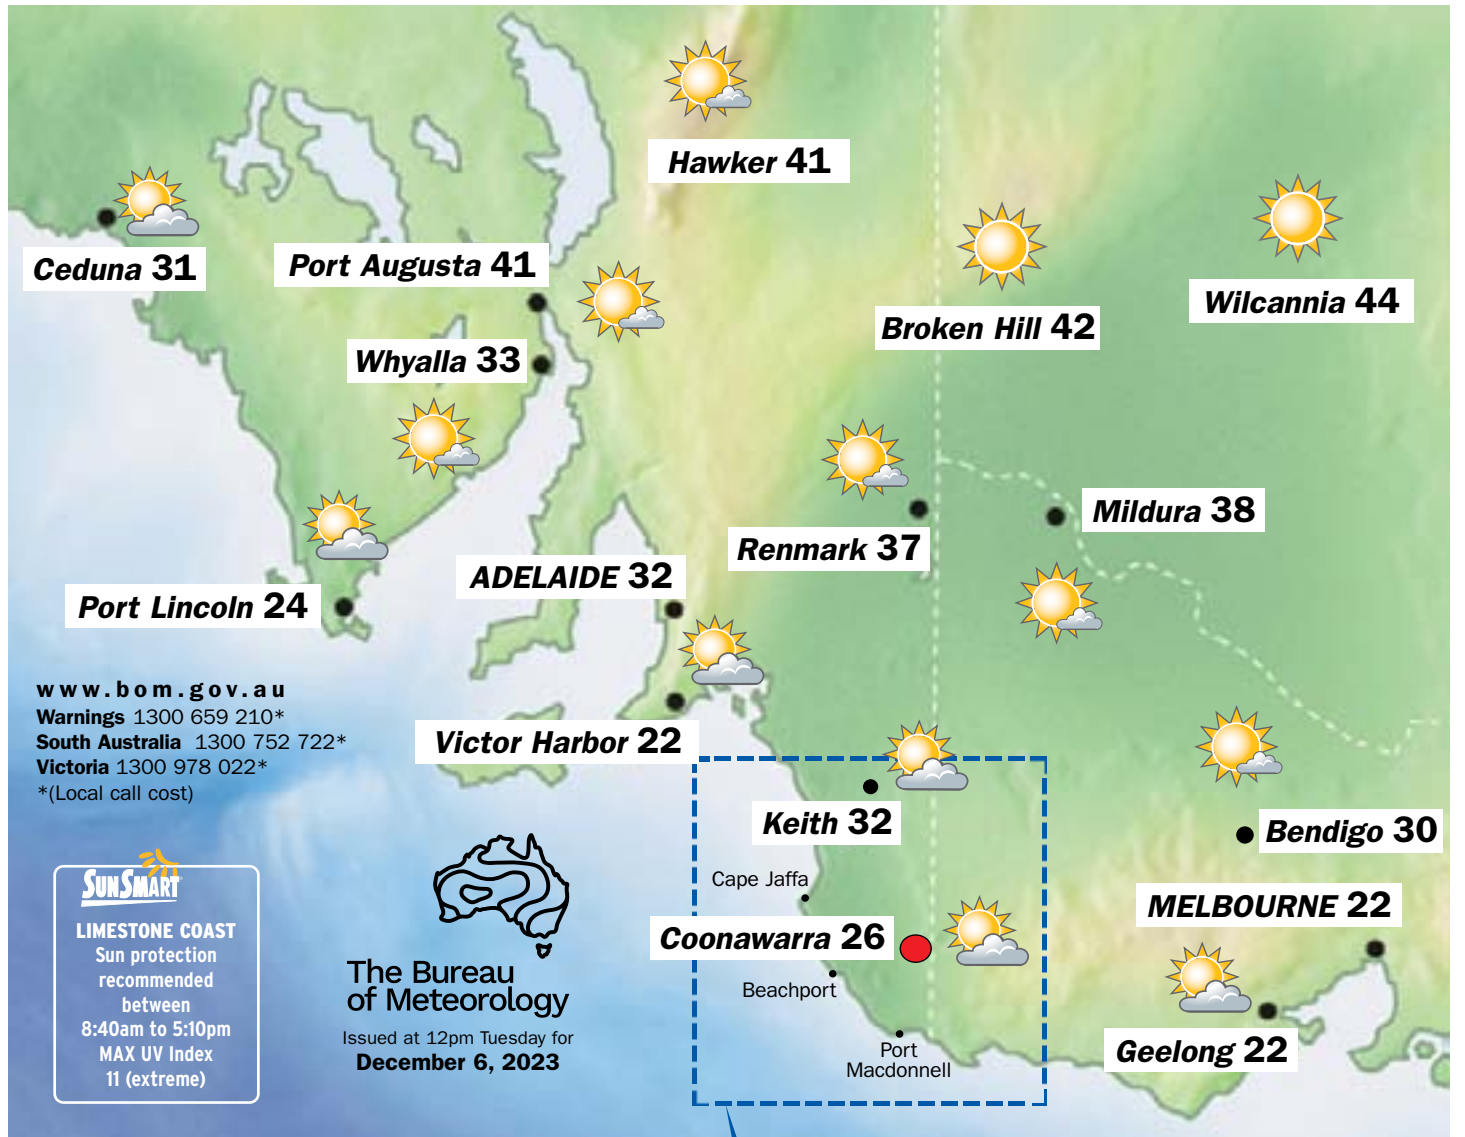 Hawker 41
Ceduna 31
Port Augusta 41
Wilcannia 44
Broken Hill 42
Whyalla 33
Mildura 38
Renmark 37
ADELAIDE 32
Port Lincoln 24
www.bom.gov.au
Warnings 1300 659 210*
South Australia 1300 752 722*
Victoria 1300 978 022*
*(Local call cost)
Victor Harbor 22
Keith 32
Bendigo 30
Cape Jaffa
MELBOURNE 22
Coonawarra 26
Beachport
Port
Macdonnell
Geelong 22
SUNSMART
LIMESTONE COAST
Sun protection
recommended
between
8:40am to 5:10pm
MAX UV Index
11 (extreme)
The Bureau
of Meteorology
Issued at 12pm Tuesday for
December 6, 2023